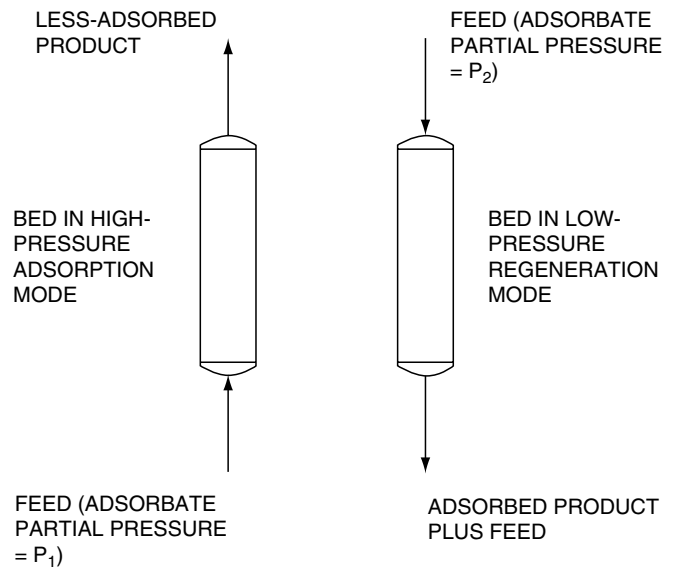 LESS-ADSORBED
PRODUCT
FEED (ADSORBATE
PARTIAL PRESSURE
= P₂)
BED IN HIGH-
PRESSURE
ADSORPTION
MODE
BED IN LOW-
PRESSURE
REGENERATION
MODE
FEED (ADSORBATE
PARTIAL PRESSURE
= P₁)
ADSORBED PRODUCT
PLUS FEED